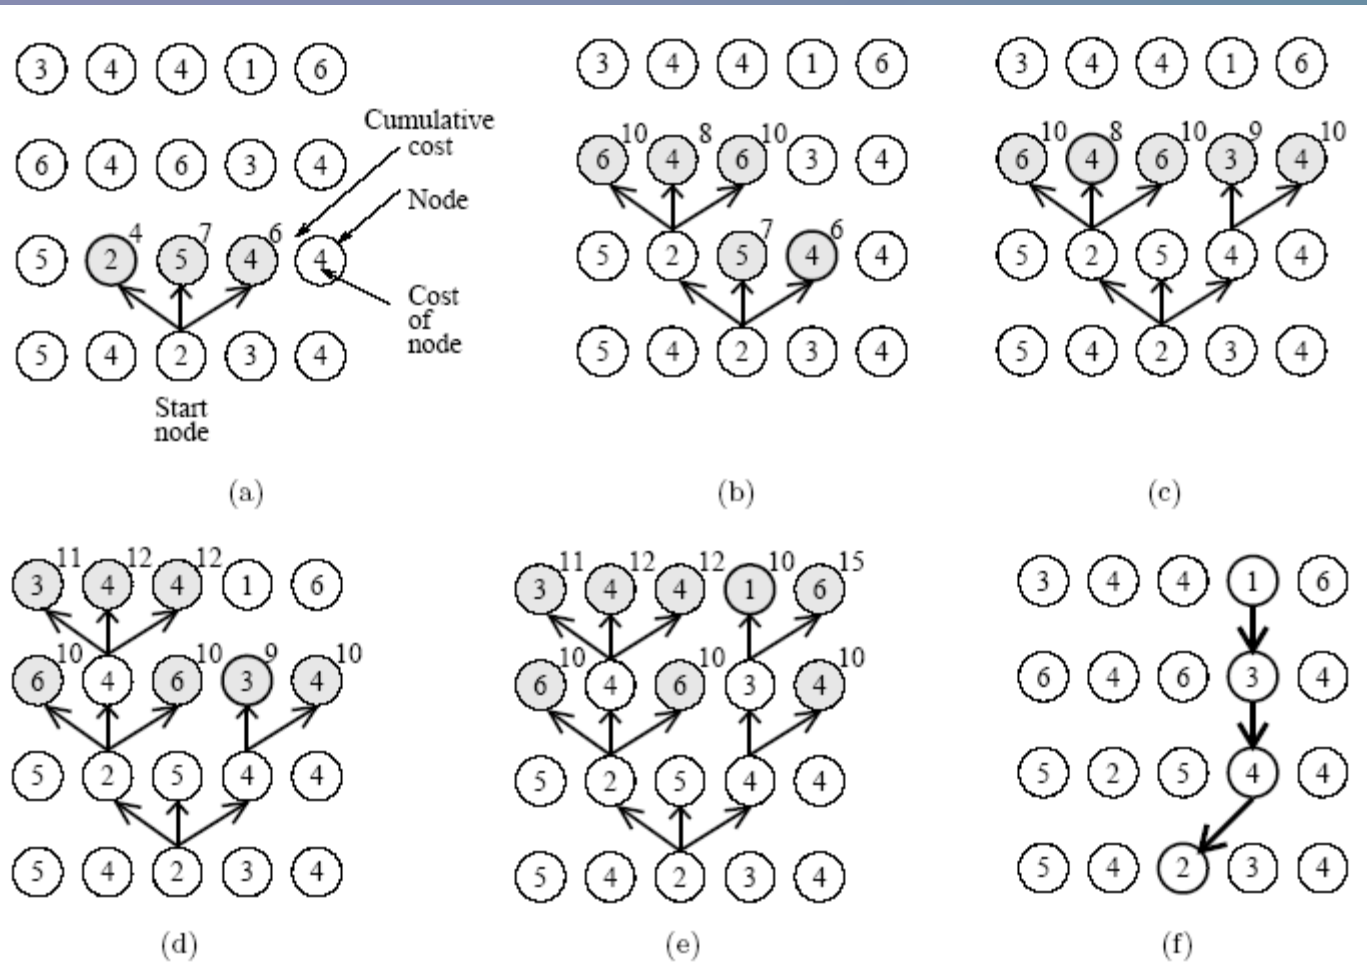 3 4 4 1 6
6 4 6 3 4
4 7 6
5 2 5 4 4
5 4 2 3 4
Cumulative
cost
Node
Cost
of
node
Start
node
(a)
3 4 4 1 6
10 8 10
6 4 6 3 4
7 6
5 2 5 4 4
5 4 2 3 4
(b)
3 4 4 1 6
10 8 10 9 10
6 4 6 3 4
5 2 5 4 4
5 4 2 3 4
(c)
11 12 12
3 4 4 1 6
10 10 9 10
6 4 6 3 4
5 2 5 4 4
5 4 2 3 4
(d)
11 12 12 10 15
3 4 4 1 6
10 10 10
6 4 6 3 4
5 2 5 4 4
5 4 2 3 4
(e)
3 4 4 1 6
6 4 6 3 4
5 2 5 4 4
5 4 2 3 4
(f)